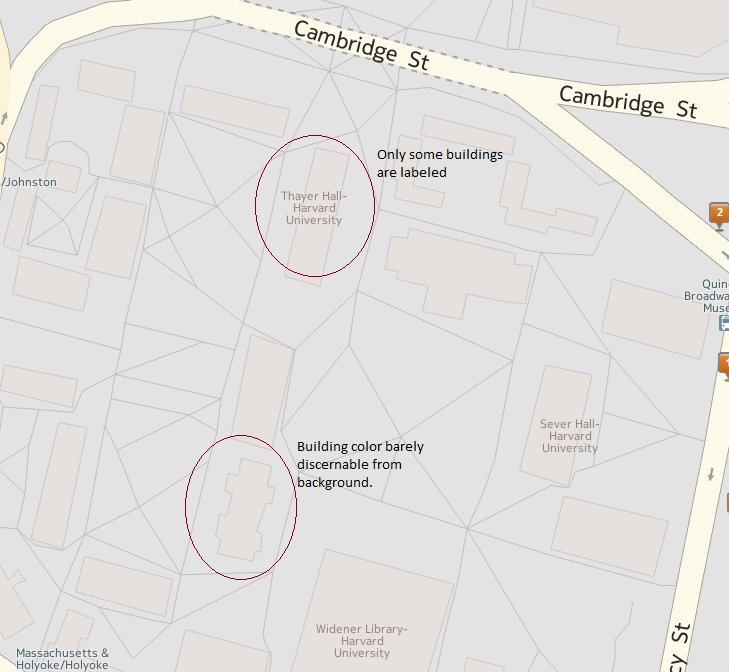 Cambridge St
Cambridge St
Only some buildings
are labeled
/Johnston
Thayer Hall-
Harvard
University
2
Quin
Broadwa
Muse
Sever Hall-
Harvard
University
Building color barely
discernable from
background.
Widener Library-
Harvard
University
cy St
Massachusetts &
Holyoke/Holyoke